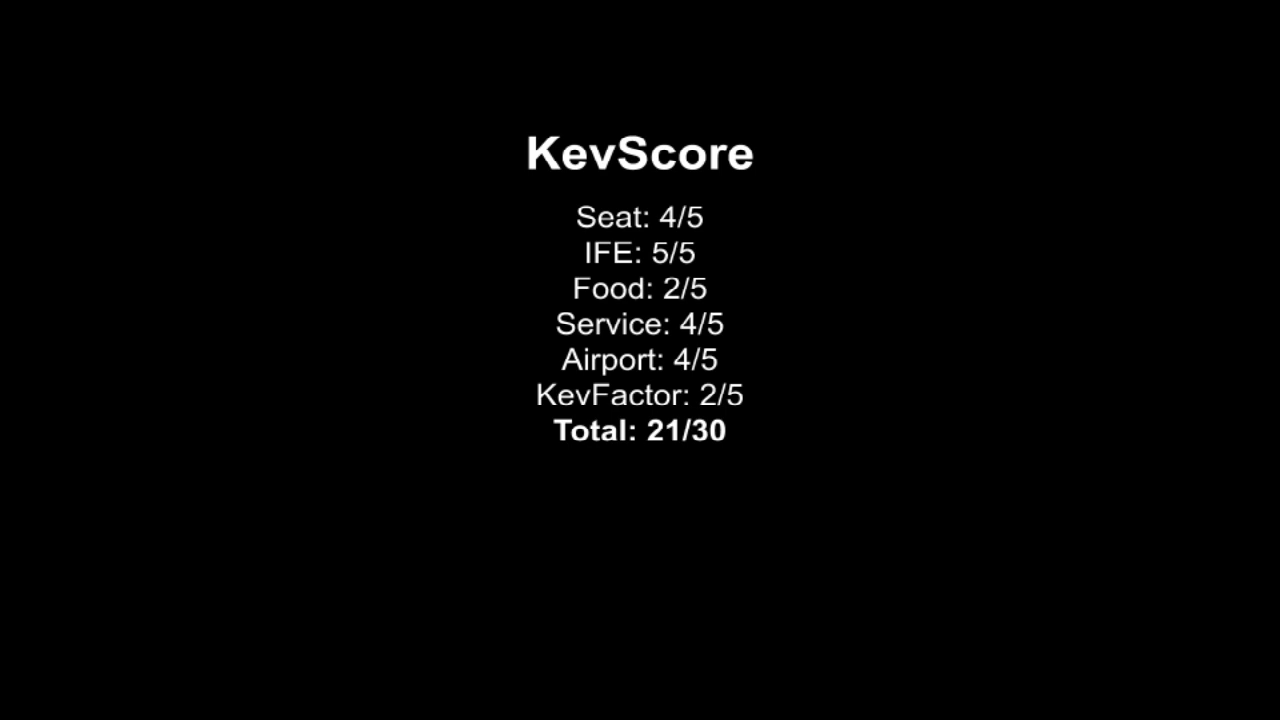 KevScore
Seat: 4/5
IFE: 5/5
Food: 2/5
Service: 4/5
Airport: 4/5
KevFactor: 2/5
Total: 21/30